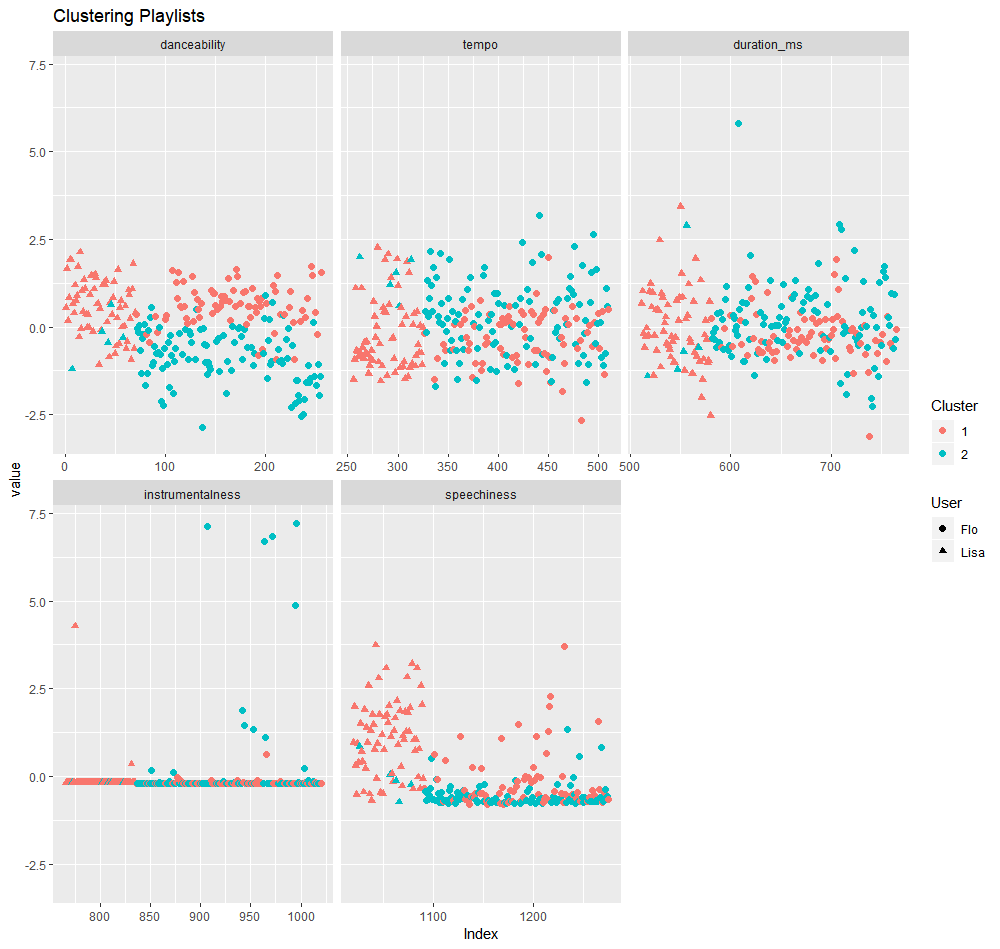 Clustering Playlists
danceability
tempo
duration_ms
7.5
5.0
2.5
0.0
-2.5
0 100 200
250 300 350 400 450 500
500 600 700
value
instrumentalness
speechiness
7.5
5.0
2.5
0.0
-2.5
800 850 900 950 1000
1100 1200
Index
Cluster
1
2
User
Flo
Lisa